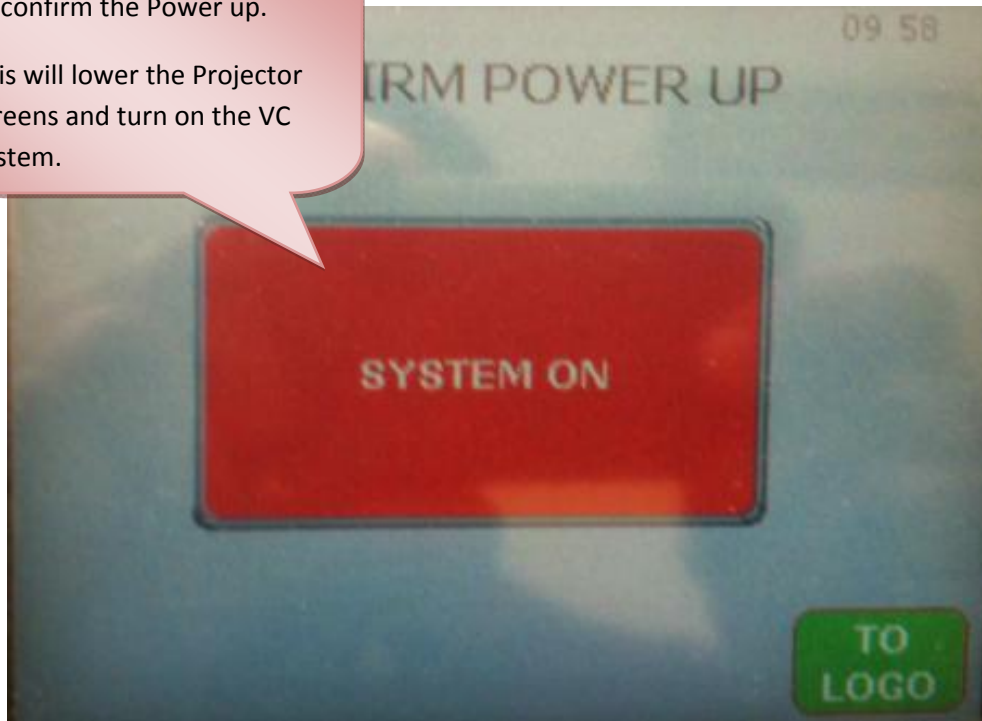 confirm the Power up.
is will lower the Projector
reens and turn on the VC
stem.
09 58
IRM POWER UP
SYSTEM ON
TO
LOGO